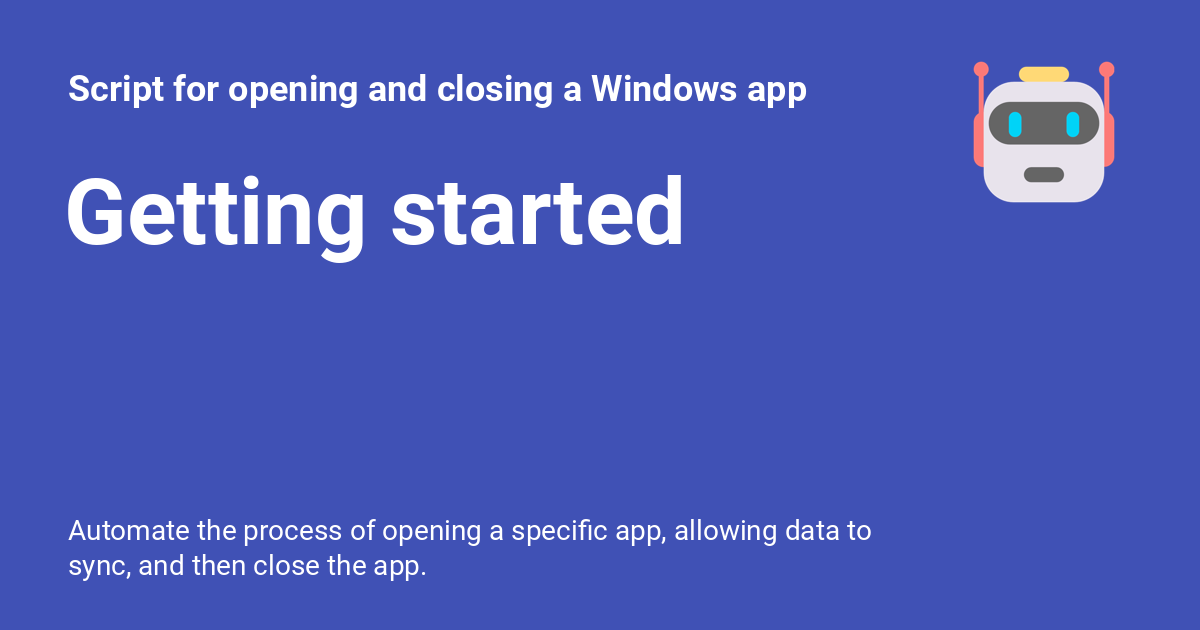 Script for opening and closing a Windows app
Getting started
Automate the process of opening a specific app, allowing data to
sync, and then close the app.